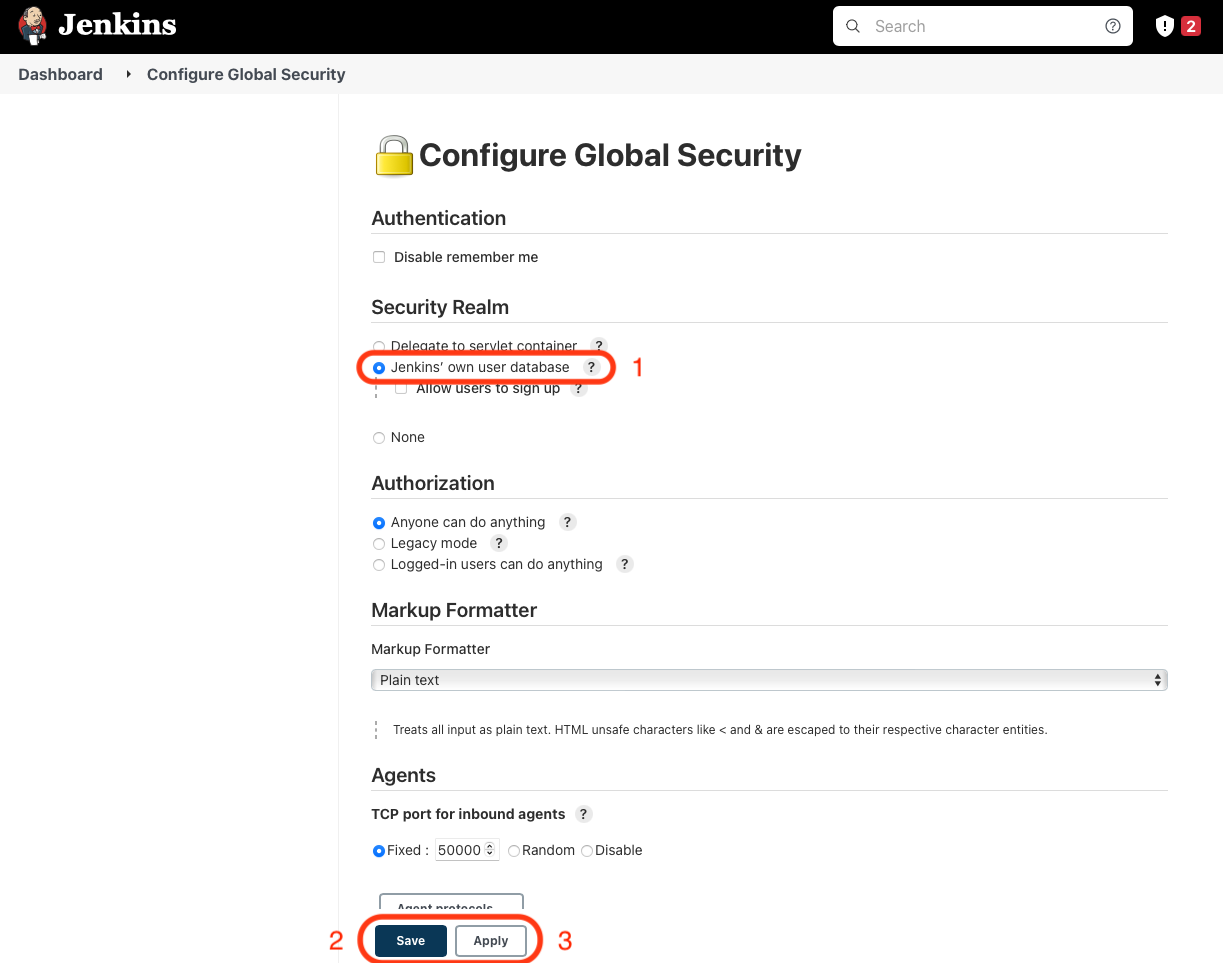 Jenkins
Search
2
Dashboard Configure Global Security
Configure Global Security
Authentication
Disable remember me
Security Realm
Delegate to servlet container ?
Jenkins’ own user database ? 1
Allow users to sign up ?
None
Authorization
Anyone can do anything ?
Legacy mode ?
Logged-in users can do anything ?
Markup Formatter
Markup Formatter
Plain text
Treats all input as plain text. HTML unsafe characters like < and & are escaped to their respective character entities.
Agents
TCP port for inbound agents ?
Fixed : 50000 Random Disable
Agent protocols...
2 Save Apply 3